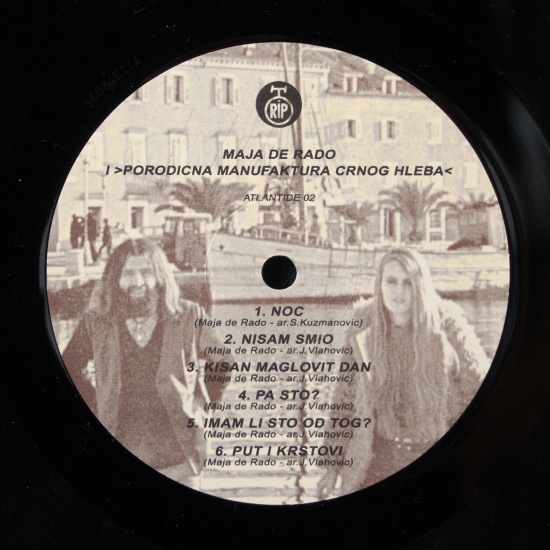 RIP
MAJA DE RADO
I >PORODICNA MANUFAKTURA CRNOG HLEBA<
ATLANTIDE 02
1. NOC
(Maja de Rado - ar.S.Kuzmanovic)
2. NISAM SMIO
(Maja de Rado - ar.J.Vlahovic)
3. KISAN MAGLOVIT DAN
(Maja de Rado - ar.J.Vlahovic)
4. PA STO?
(Maja de Rado - ar.J.Vlahovic)
5. IMAM LI STO OD TOG?
(Maja de Rado - ar.J.Vlahovic)
6. PUT I KRSTOVI
(Maja de Rado - ar.J.Vlahovic)